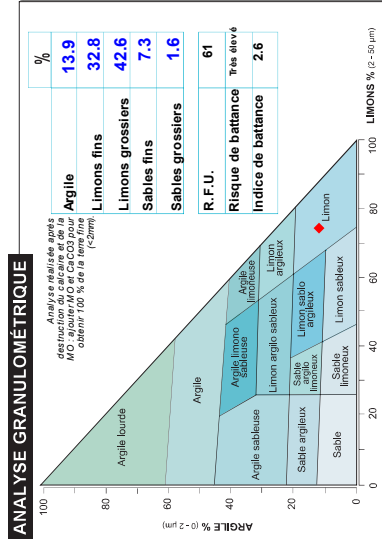 ANALYSE GRANULOMÉTRIQUE
Analyse réalisée après
destruction du calcaire et de la
MO : ajouter MO et CaCO3 pour
obtenir 100 % de la terre fine
(<2mm).
%
Argile 13.9
Limons fins 32.8
Limons grossiers 42.6
Sables fins 7.3
Sables grossiers 1.6
R.F.U. 61
Risque de battance Très élevé
Indice de battance 2.6
ARGILE % (0 - 2 µm)
100
80
60
40
20
0
Argile lourde
Argile
Argile sableuse
Argile limono
sableuse
Argile
limoneuse
Limon argilo sableux
Limon
argileux
Sable argileux
Sable
argilo
limoneux
Limon sablo
argileux
Limon
Sable
Sable
limoneux
Limon sableux
0 20 40 60 80 100
LIMONS % (2 - 50 µm)